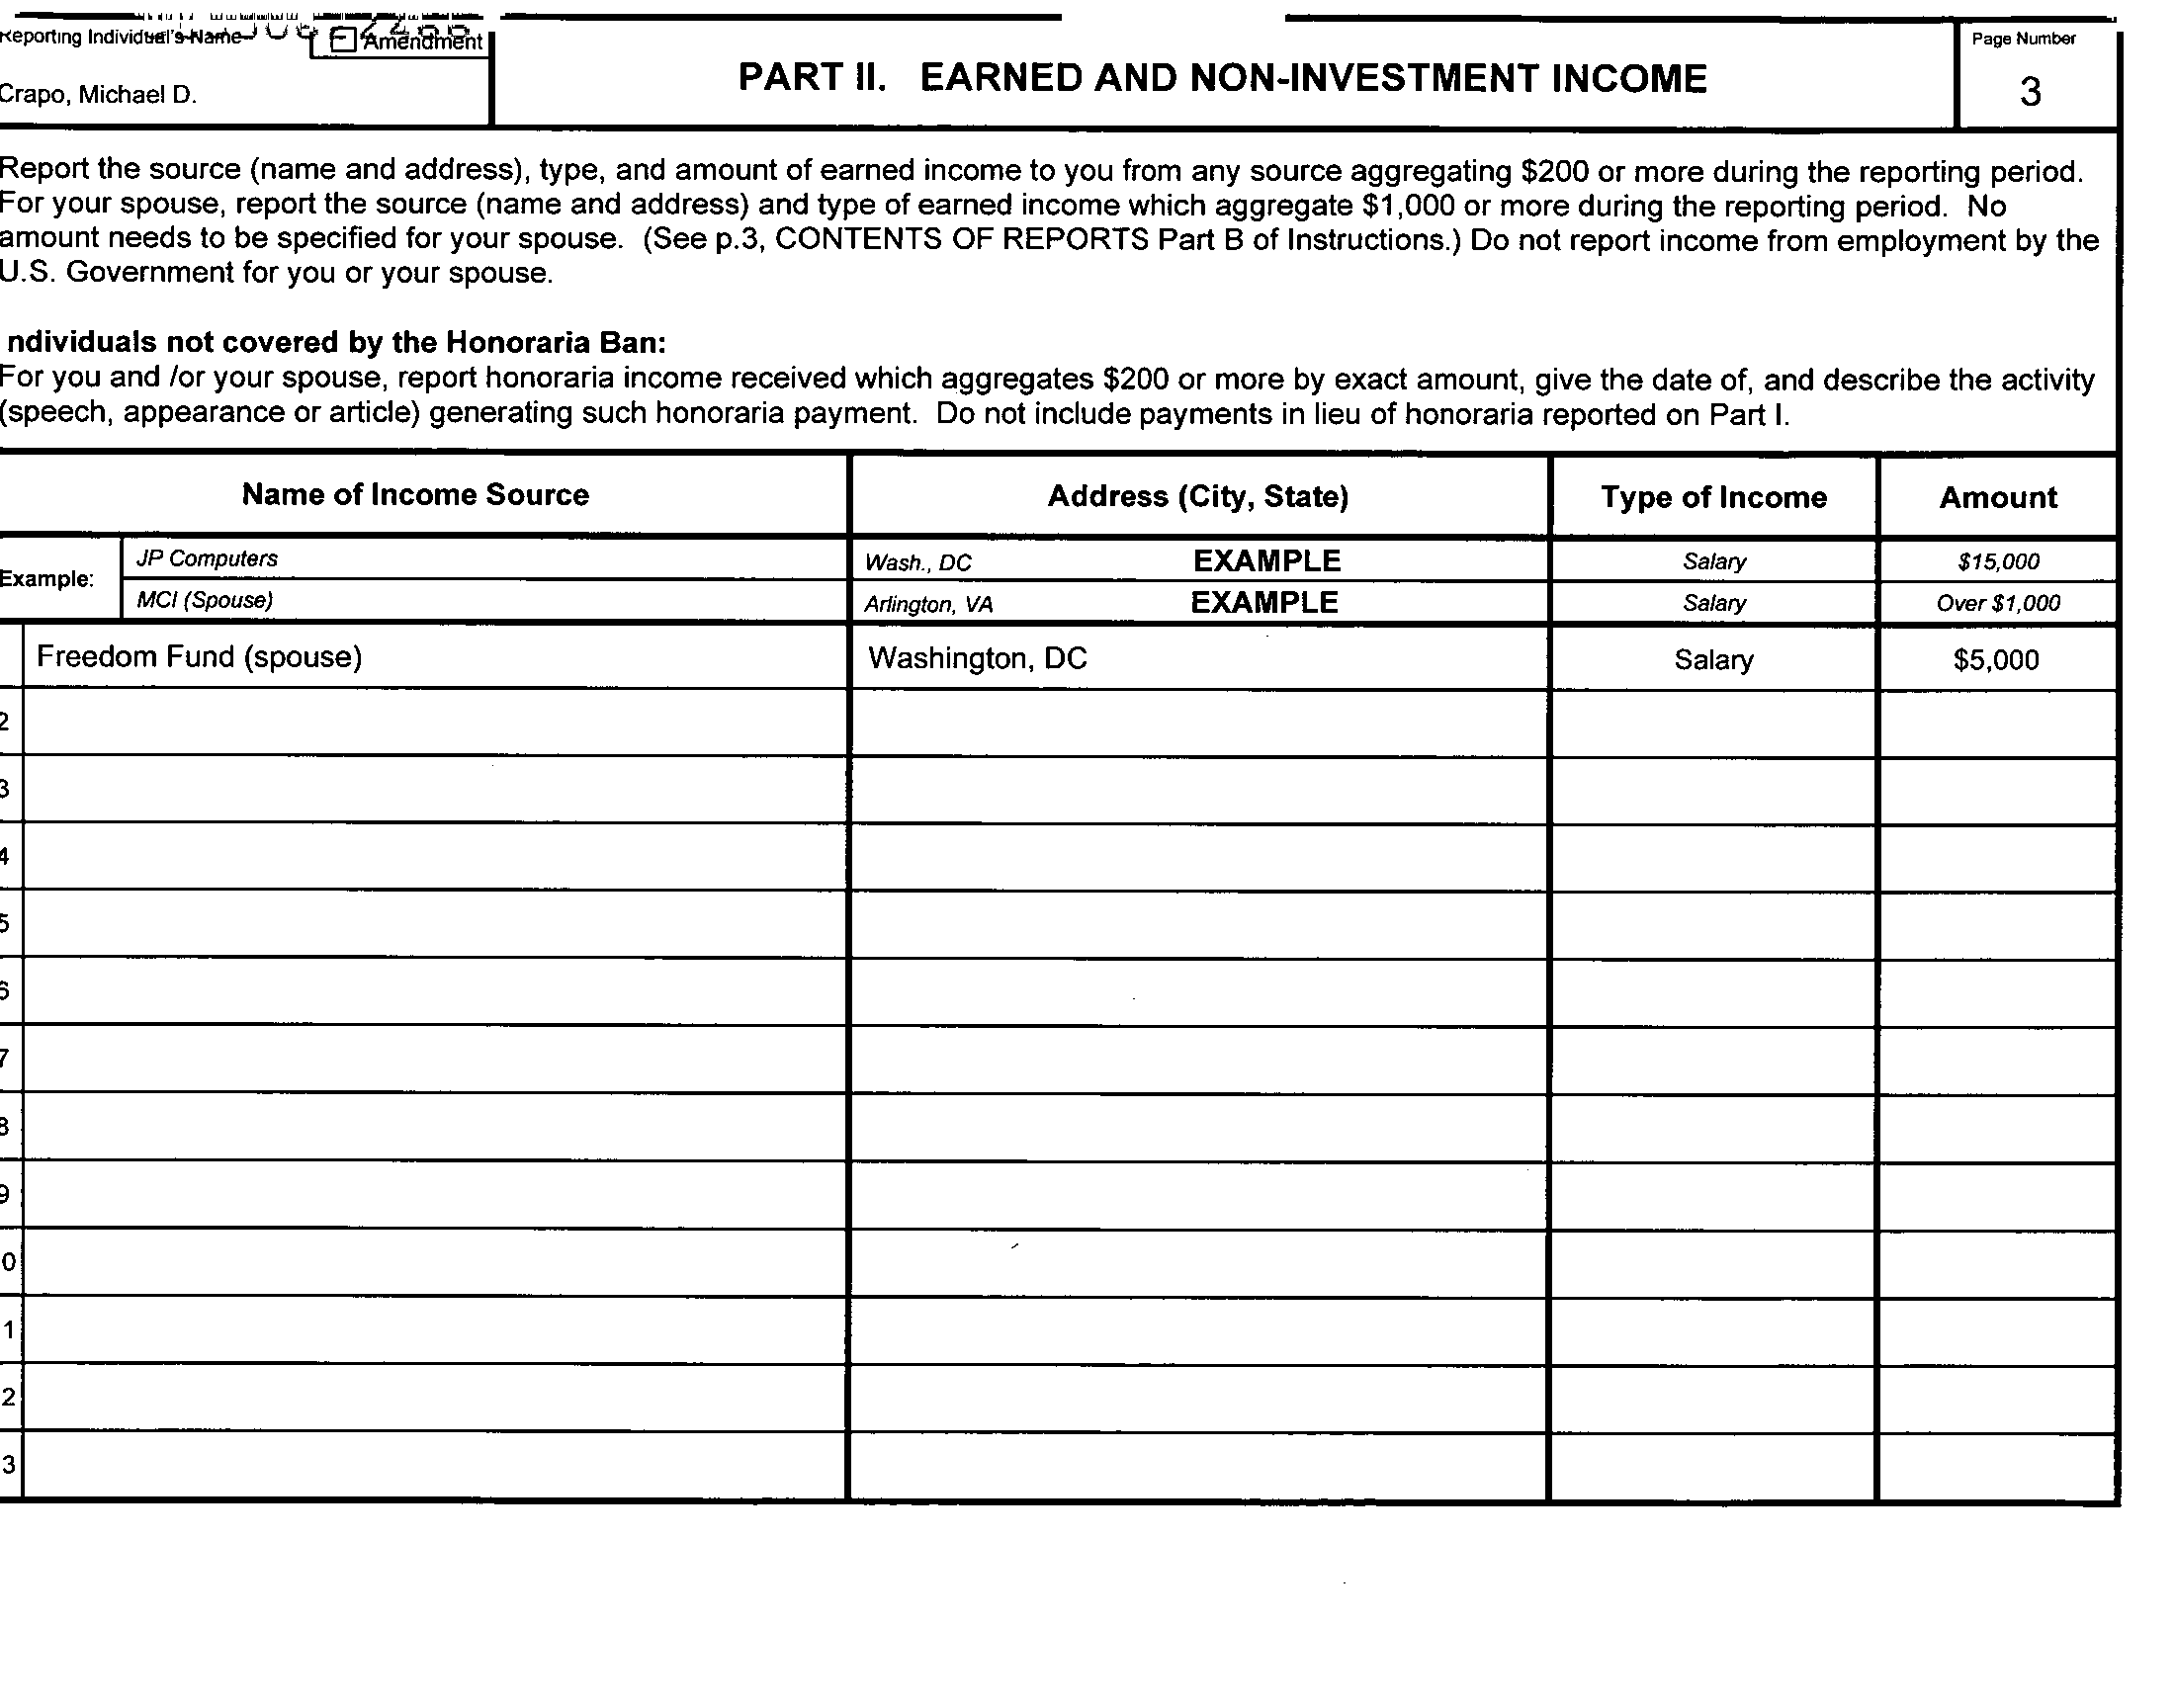 Reporting Individual's Name
Amendment
Crapo, Michael D.
PART II. EARNED AND NON-INVESTMENT INCOME
Page Number
3
Report the source (name and address), type, and amount of earned income to you from any source aggregating $200 or more during the reporting period.
For your spouse, report the source (name and address) and type of earned income which aggregate $1,000 or more during the reporting period. No
amount needs to be specified for your spouse. (See p.3, CONTENTS OF REPORTS Part B of Instructions.) Do not report income from employment by the
U.S. Government for you or your spouse.
ndividuals not covered by the Honoraria Ban:
For you and /or your spouse, report honoraria income received which aggregates $200 or more by exact amount, give the date of, and describe the activity
(speech, appearance or article) generating such honoraria payment. Do not include payments in lieu of honoraria reported on Part I.
Name of Income Source Address (City, State) Type of Income Amount
Example: JP Computers Wash., DC EXAMPLE Salary $15,000
MCI (Spouse) Arlington, VA EXAMPLE Salary Over $1,000
Freedom Fund (spouse) Washington, DC Salary $5,000
2
3
4
5
6
7
8
9
0
1
2
3